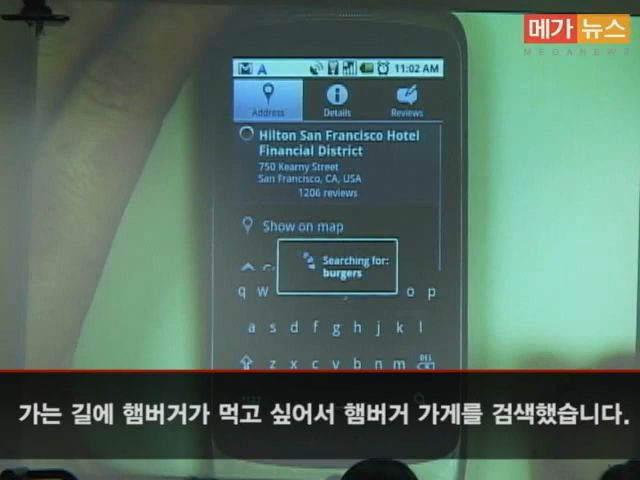 메가 뉴스
MEGANEWS
11:02 AM
Address Details Reviews
Hilton San Francisco Hotel
Financial District
750 Kearny Street
San Francisco, CA, USA
1206 reviews
Show on map
Searching for:
burgers
q w o p
a s d f g h j k l
z x c v b n m DEL
가는 길에 햄버거가 먹고 싶어서 햄버거 가게를 검색했습니다.